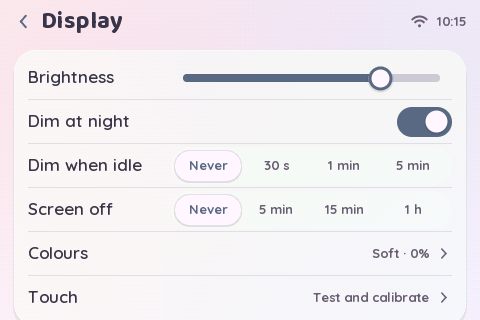 Display
10:15
Brightness
Dim at night
Dim when idle Never 30 s 1 min 5 min
Screen off Never 5 min 15 min 1 h
Colours Soft · 0%
Touch Test and calibrate